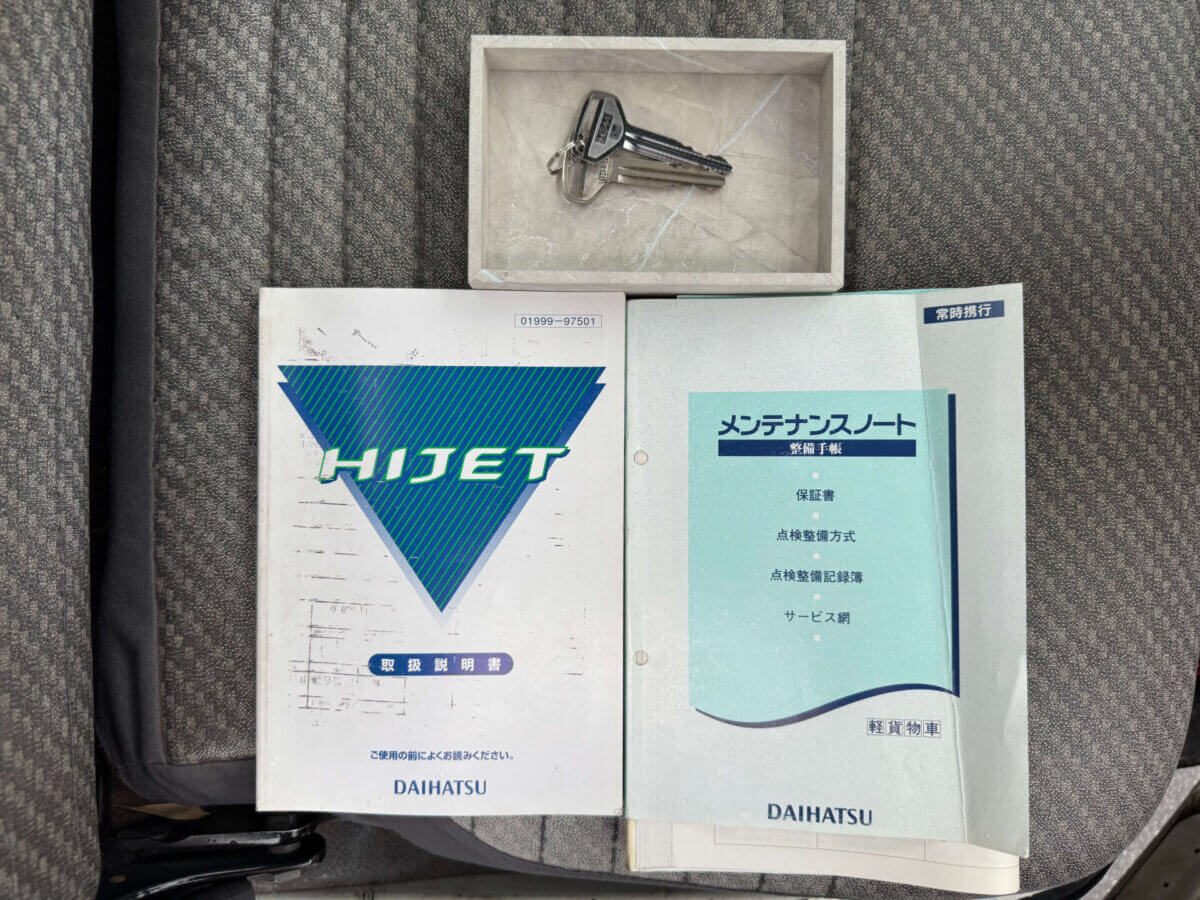 01999-97501
HIJET
取扱説明書
ご使用の前によくお読みください。
DAIHATSU
常時携行
メンテナンスノート
整備手帳
保証書
点検整備方式
点検整備記録簿
サービス網
軽貨物車
DAIHATSU